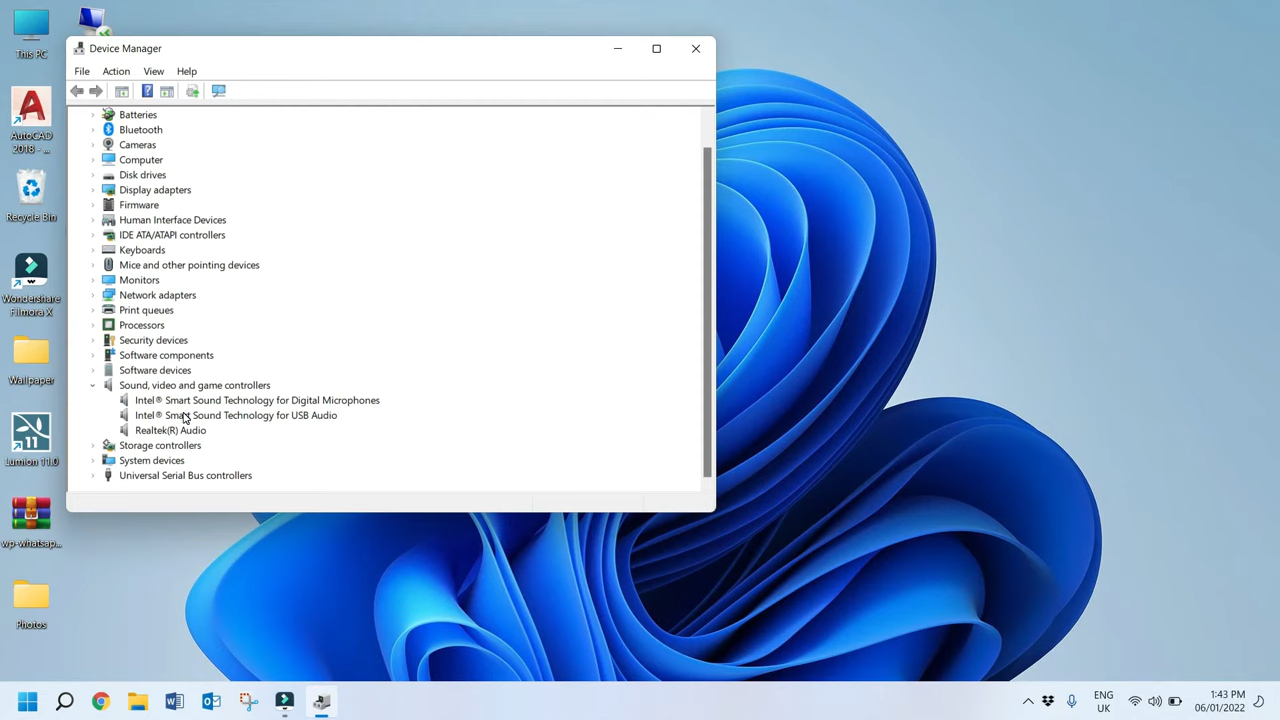 This PC
AutoCAD
2018 - ...
Recycle Bin
Wondershare
Filmora X
Wallpaper
Lumion 11.0
wp-whatsap...
Photos
Device Manager
File Action View Help
Batteries
Bluetooth
Cameras
Computer
Disk drives
Display adapters
Firmware
Human Interface Devices
IDE ATA/ATAPI controllers
Keyboards
Mice and other pointing devices
Monitors
Network adapters
Print queues
Processors
Security devices
Software components
Software devices
Sound, video and game controllers
Intel® Smart Sound Technology for Digital Microphones
Intel® Smart Sound Technology for USB Audio
Realtek(R) Audio
Storage controllers
System devices
Universal Serial Bus controllers
ENG
UK
1:43 PM
06/01/2022